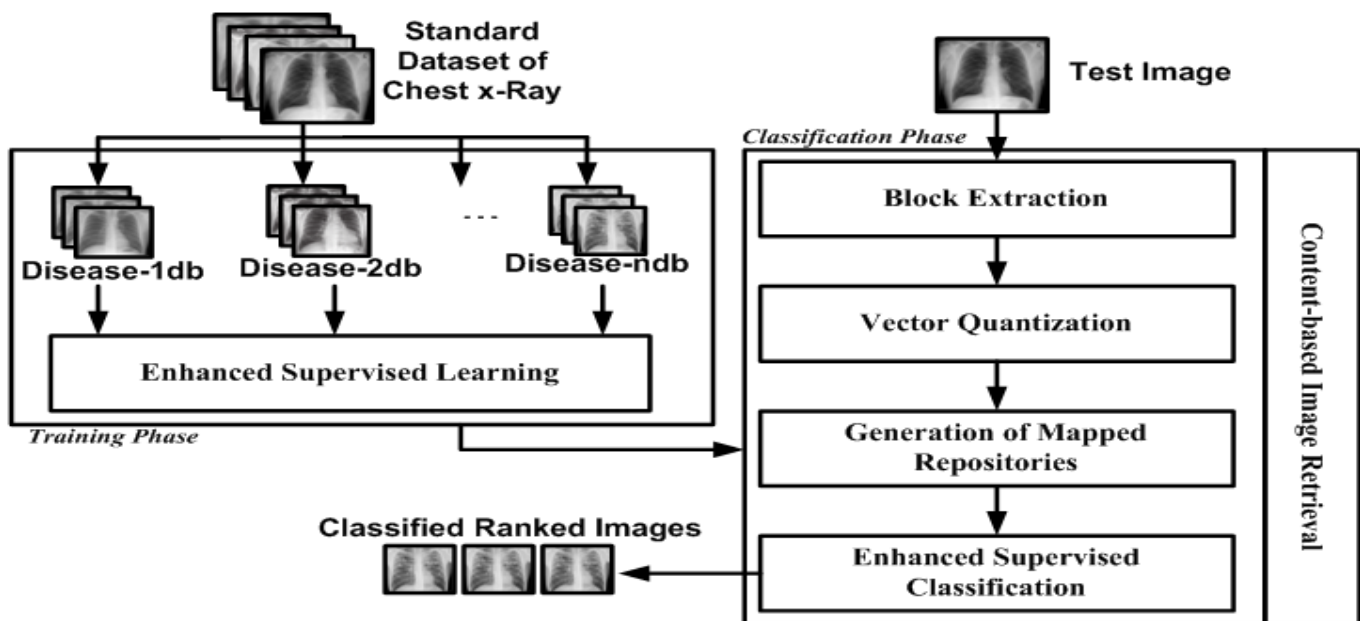 Standard
Dataset of
Chest x-Ray
Test Image
Classification Phase
Disease-1db
Disease-2db
- - -
Disease-ndb
Enhanced Supervised Learning
Training Phase
Block Extraction
Vector Quantization
Generation of Mapped
Repositories
Enhanced Supervised
Classification
Content-based Image Retrieval
Classified Ranked Images